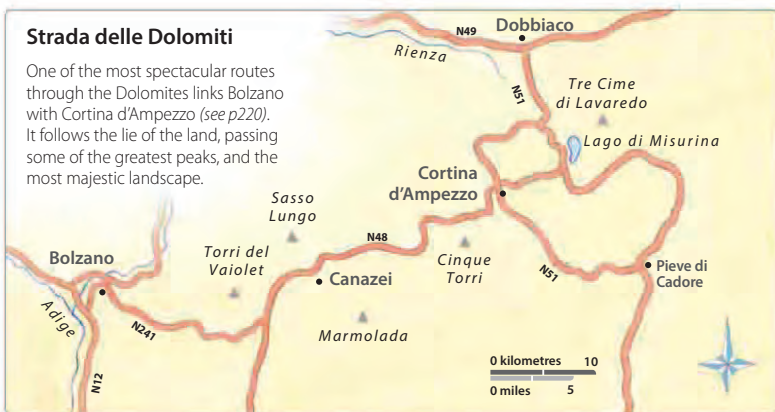 Strada delle Dolomiti
One of the most spectacular routes
through the Dolomites links Bolzano
with Cortina d’Ampezzo (see p220).
It follows the lie of the land, passing
some of the greatest peaks, and the
most majestic landscape.
Dobbiaco
N49
Rienza
N51
Tre Cime
di Lavaredo
Lago di Misurina
Cortina
d’Ampezzo
Sasso
Lungo
N48
Bolzano
Torri del
Vaiolet
Canazei
Cinque
Torri
N51
Pieve di
Cadore
Adige
N241
Marmolada
N12
0 kilometres 10
0 miles 5